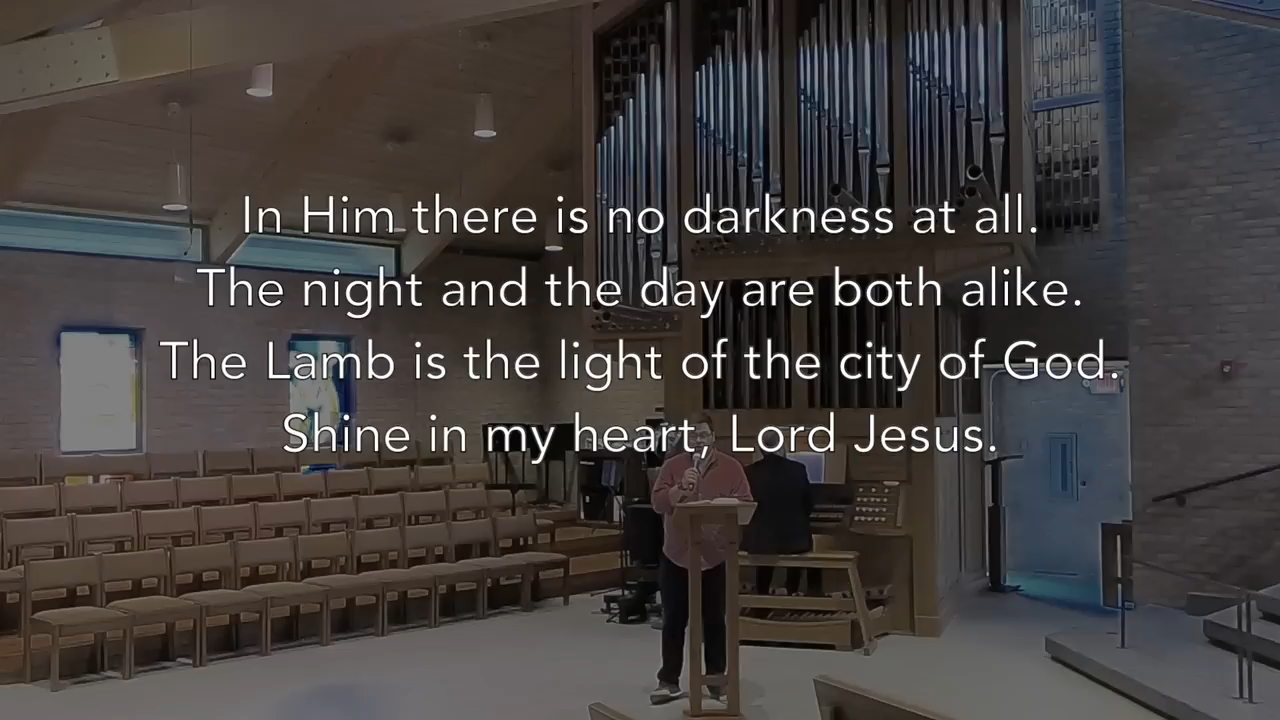 In Him there is no darkness at all.
The night and the day are both alike.
The Lamb is the light of the city of God.
Shine in my heart, Lord Jesus.